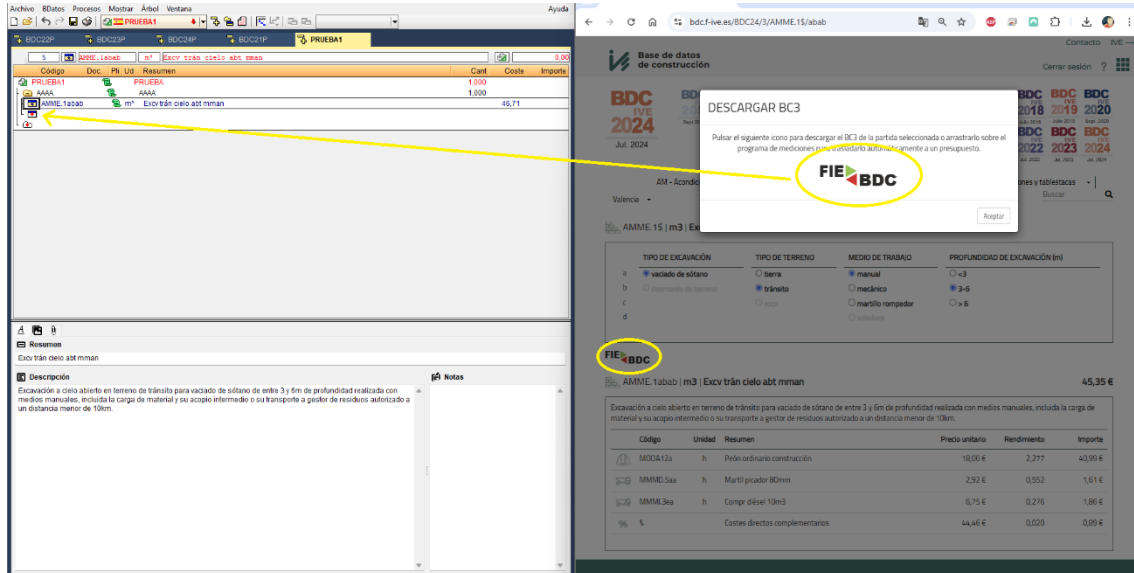 Archivo BDatos Procesos Mostrar Árbol Ventana Ayuda
PRUEBA1
BDC22P BDC23P BDC24P BDC21P PRUEBA1
5 AMME.1abab m³ Excv trán cielo abt mman 0,00
Código Doc. Pli Ud Resumen Cant Coste Importe
PRUEBA1 PRUEBA 1.000
AAAA AAAA 1.000
AMME.1abab m³ Excv trán cielo abt mman 46,71
Resumen
Excv trán cielo abt mman
Descripción
Notas
Excavación a cielo abierto en terreno de tránsito para vaciado de sótano de entre 3 y 6m de profundidad realizada con
medios manuales, incluida la carga de material y su acopio intermedio o su transporte a gestor de residuos autorizado a
un distancia menor de 10km.
bdc.f-ive.es/BDC24/3/AMME.1$/abab
Contacto IVE
Base de datos
de construcción
Cerrar sesión ?
BDC
IVE
2024
Jul. 2024
BDC BDC BDC
IVE IVE IVE
2018 2019 2020
BDC BDC BDC
IVE IVE IVE
2022 2023 2024
DESCARGAR BC3
Pulsar el siguiente icono para descargar el BC3 de la partida seleccionada o arrastrarlo sobre el
programa de mediciones para trasladarlo automáticamente a un presupuesto.
FIE BDC
Aceptar
AM - Acondic
ones y tablestacas
Valencia
Buscar
AMME.1$ | m3 | Ex
TIPO DE EXCAVACIÓN TIPO DE TERRENO MEDIO DE TRABAJO PROFUNDIDAD DE EXCAVACIÓN (m)
a vaciado de sótano tierra manual <3
b desmonte de terreno tránsito mecánico 3-6
c roca martillo rompedor > 6
d voladura
FIE BDC
AMME.1abab | m3 | Excv trán cielo abt mman 45,35 €
Excavación a cielo abierto en terreno de tránsito para vaciado de sótano de entre 3 y 6m de profundidad realizada con medios manuales, incluida la carga de
material y su acopio intermedio o su transporte a gestor de residuos autorizado a un distancia menor de 10km.
Código Unidad Resumen Precio unitario Rendimiento Importe
MOOA12a h Peón ordinario construcción 18,00 € 2,277 40,99 €
MMMD.5aa h Martll picador 80mm 2,92 € 0,552 1,61 €
MMMI.3ea h Compr diésel 10m3 6,75 € 0,276 1,86 €
% % Costes directos complementarios 44,46 € 0,020 0,89 €